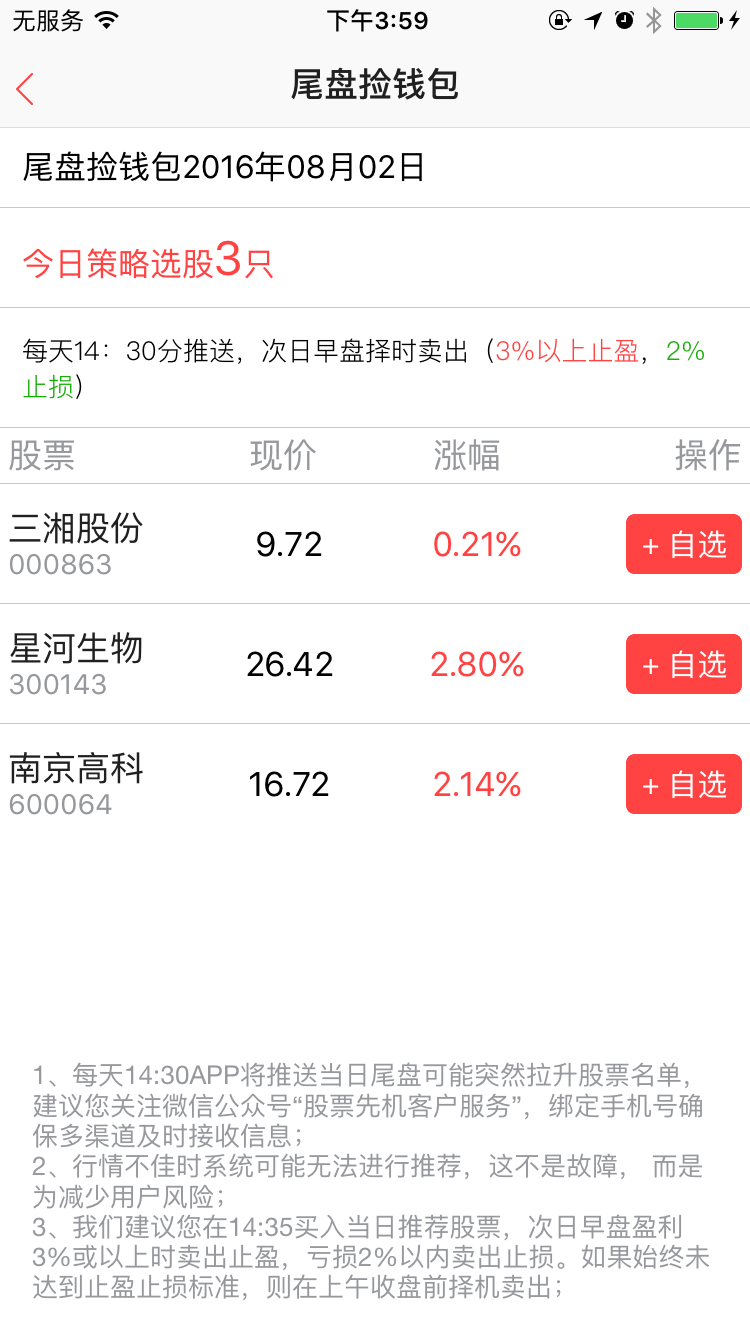 无服务 下午3:59
尾盘捡钱包
尾盘捡钱包2016年08月02日
今日策略选股3只
每天14：30分推送，次日早盘择时卖出（3%以上止盈，2%
止损）
股票 现价 涨幅 操作
三湘股份 9.72 0.21% + 自选
000863
星河生物 26.42 2.80% + 自选
300143
南京高科 16.72 2.14% + 自选
600064
1、每天14:30APP将推送当日尾盘可能突然拉升股票名单，
建议您关注微信公众号“股票先机客户服务”，绑定手机号确
保多渠道及时接收信息；
2、行情不佳时系统可能无法进行推荐，这不是故障， 而是
为减少用户风险；
3、我们建议您在14:35买入当日推荐股票，次日早盘盈利
3%或以上时卖出止盈，亏损2%以内卖出止损。如果始终未
达到止盈止损标准，则在上午收盘前择机卖出；